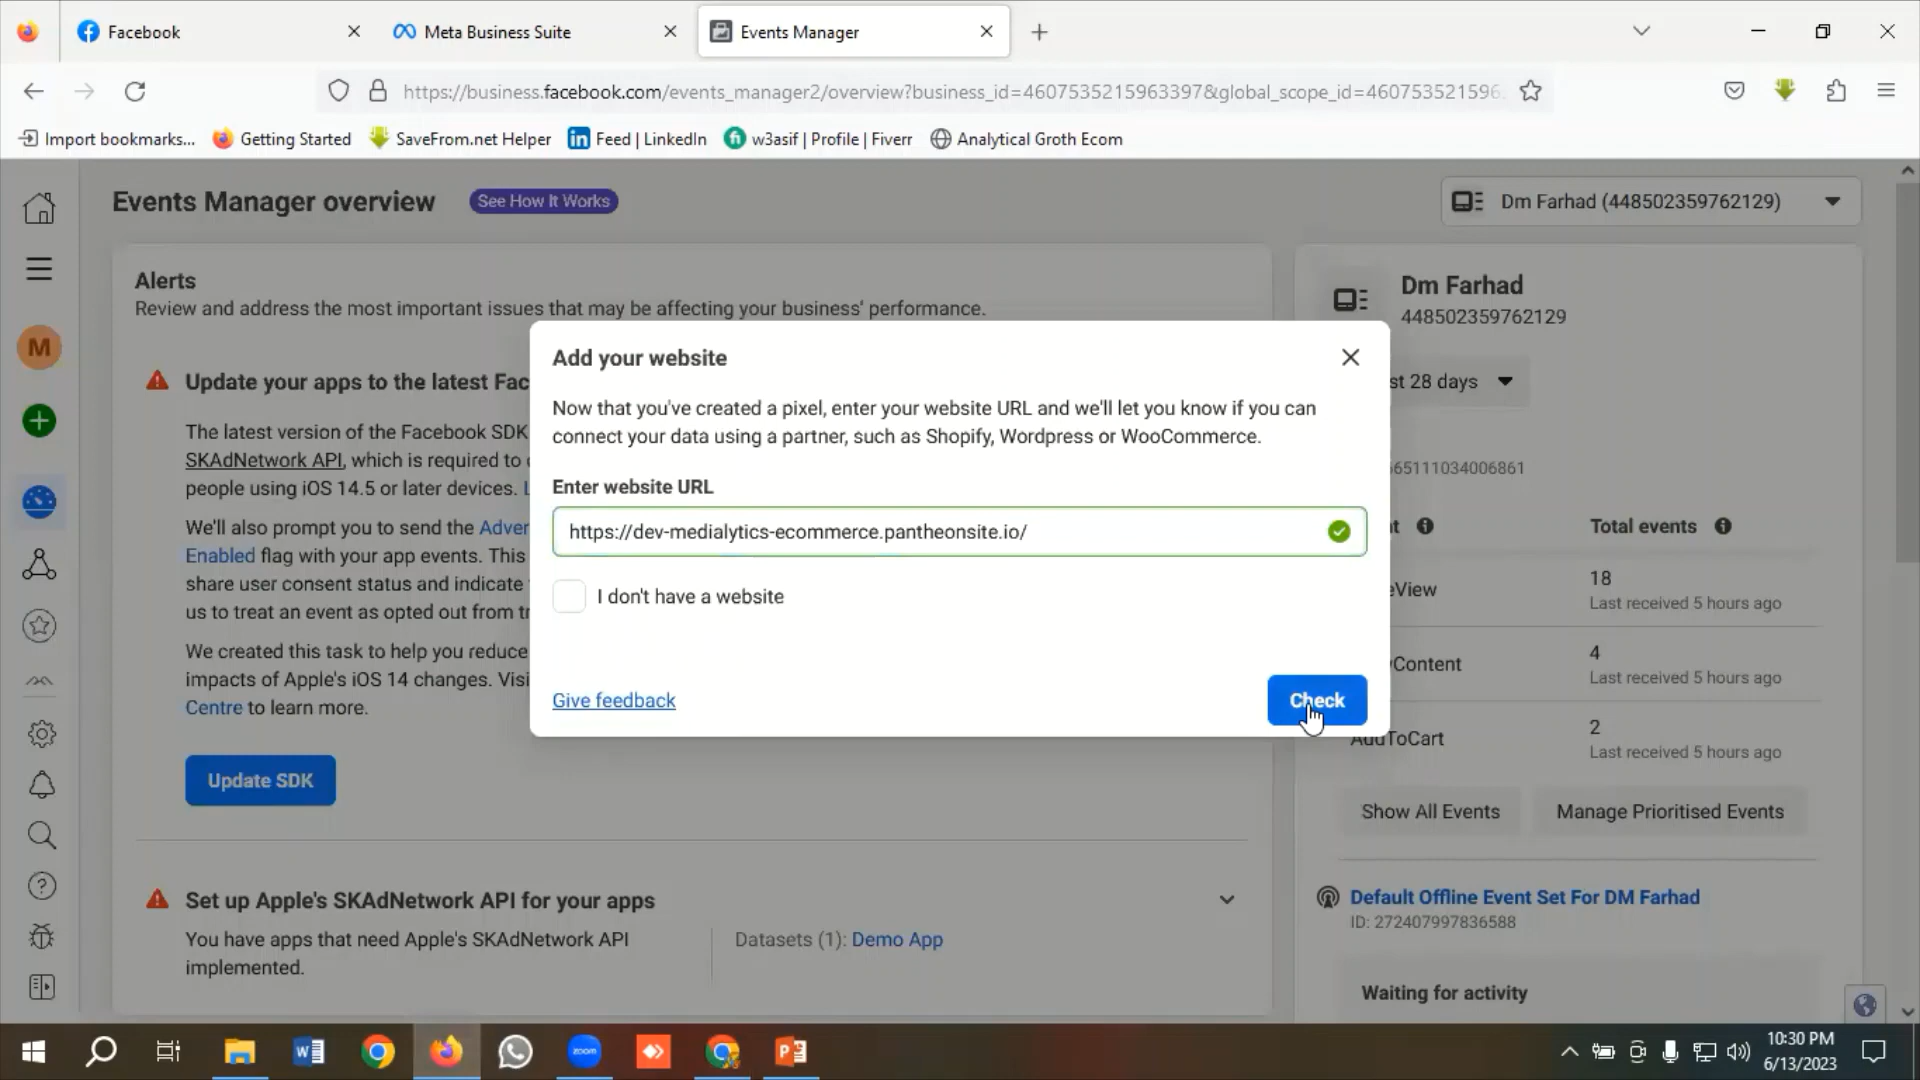 Facebook
Meta Business Suite
Events Manager
https://business.facebook.com/events_manager2/overview?business_id=4607535215963397&global_scope_id=460753521596
Import bookmarks...
Getting Started
SaveFrom.net Helper
Feed | LinkedIn
w3asif | Profile | Fiverr
Analytical Groth Ecom
Events Manager overview
See How It Works
Dm Farhad (448502359762129)
Alerts
Review and address the most important issues that may be affecting your business' performance.
Dm Farhad
448502359762129
M
Update your apps to the latest Fac
st 28 days
The latest version of the Facebook SDK
SKAdNetwork API, which is required to
people using iOS 14.5 or later devices.
65111034006861
We'll also prompt you to send the Adver
Enabled flag with your app events. This
share user consent status and indicate
us to treat an event as opted out from tr
We created this task to help you reduce
impacts of Apple's iOS 14 changes. Visi
Centre to learn more.
Update SDK
Add your website
Now that you've created a pixel, enter your website URL and we'll let you know if you can
connect your data using a partner, such as Shopify, Wordpress or WooCommerce.
Enter website URL
https://dev-medialytics-ecommerce.pantheonsite.io/
I don't have a website
Give feedback
Check
t
Total events
eView
18
Last received 5 hours ago
Content
4
Last received 5 hours ago
AddToCart
2
Last received 5 hours ago
Show All Events
Manage Prioritised Events
Default Offline Event Set For DM Farhad
ID: 272407997836588
Waiting for activity
Set up Apple's SKAdNetwork API for your apps
You have apps that need Apple's SKAdNetwork API
implemented.
Datasets (1): Demo App
zoom
10:30 PM
6/13/2023